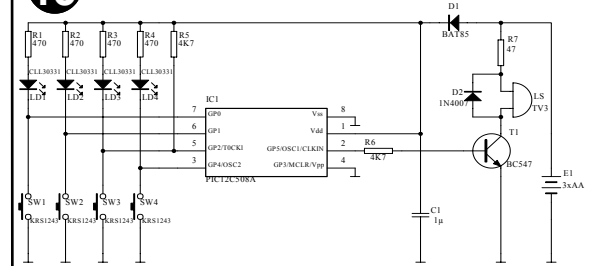 D1
BAT85
R1
470
R2
470
R3
470
R4
470
R5
4K7
R7
47
CLL30331
CLL30331
CLL30331
CLL30331
LD1
LD2
LD3
LD4
D2
1N4007
LS
TV3
IC1
7
GP0
Vss
8
6
GP1
Vdd
1
5
GP2/T0CKI
GP5/OSC1/CLKIN
2
3
GP4/OSC2
GP3/MCLR/Vpp
4
PIC12C508A
R6
4K7
T1
BC547
SW1
SW2
SW3
SW4
KRS1243
KRS1243
KRS1243
KRS1243
C1
1µ
E1
3xAA